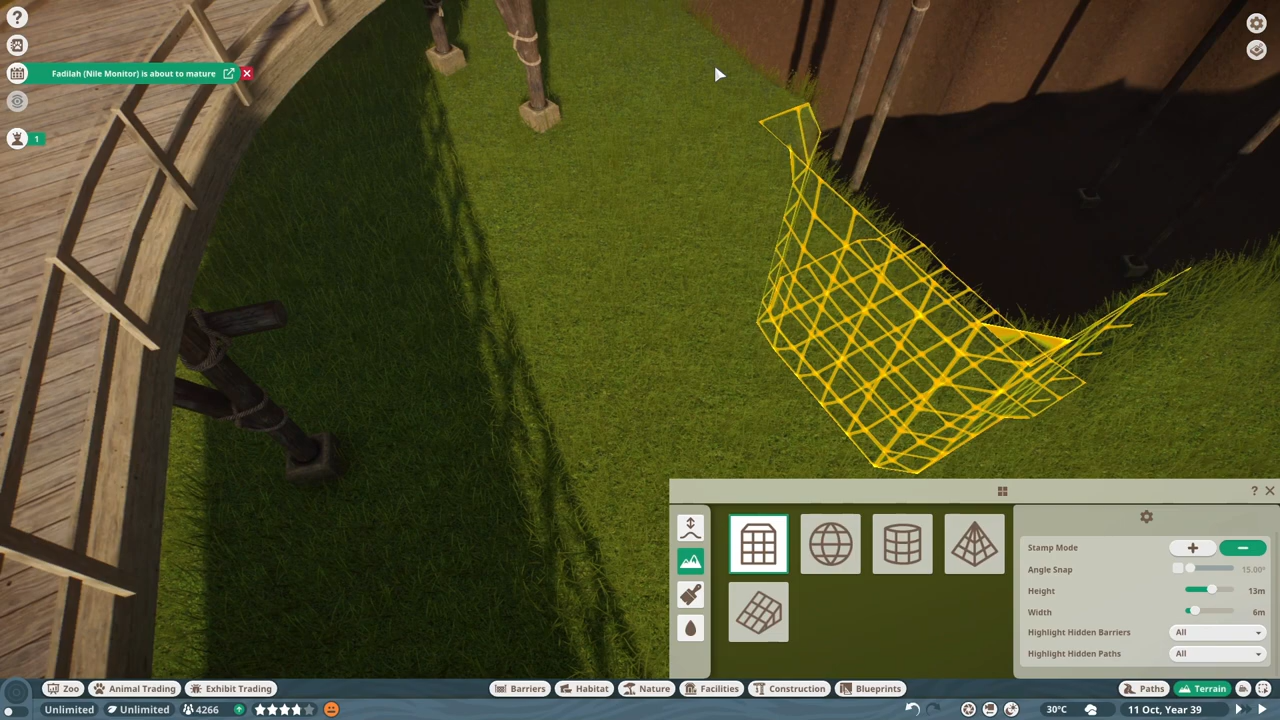 ?
Fadilah (Nile Monitor) is about to mature
1
?
Stamp Mode
Angle Snap 15.00°
Height 13m
Width 6m
Highlight Hidden Barriers All
Highlight Hidden Paths All
Zoo Animal Trading Exhibit Trading Barriers Habitat Nature Facilities Construction Blueprints Paths Terrain
Unlimited Unlimited 4266 30°C 11 Oct, Year 39